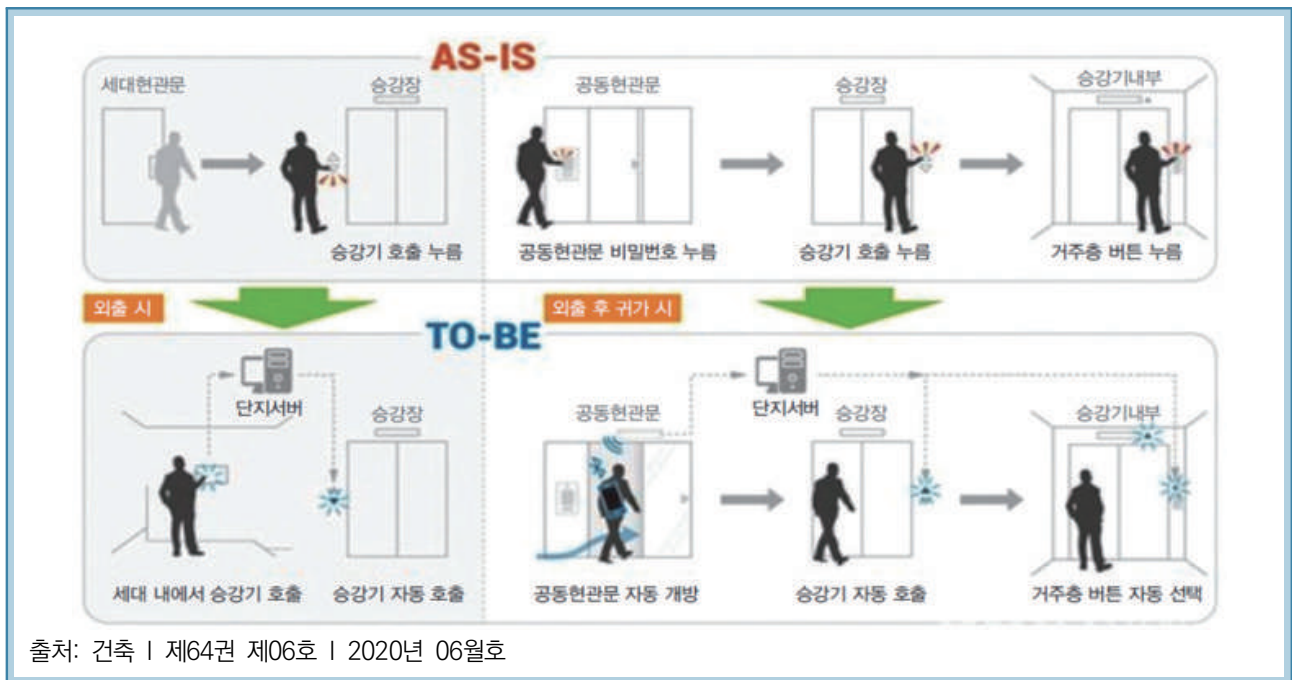 AS-IS
세대현관문 승강장 공동현관문 승강장 승강기내부
승강기 호출 누름 공동현관문 비밀번호 누름 승강기 호출 누름 거주층 버튼 누름
외출 시 외출 후 귀가 시
TO-BE
단지서버 단지서버
승강장 공동현관문 승강장 승강기내부
세대 내에서 승강기 호출 승강기 자동 호출 공동현관문 자동 개방 승강기 자동 호출 거주층 버튼 자동 선택
출처: 건축 | 제64권 제06호 | 2020년 06월호